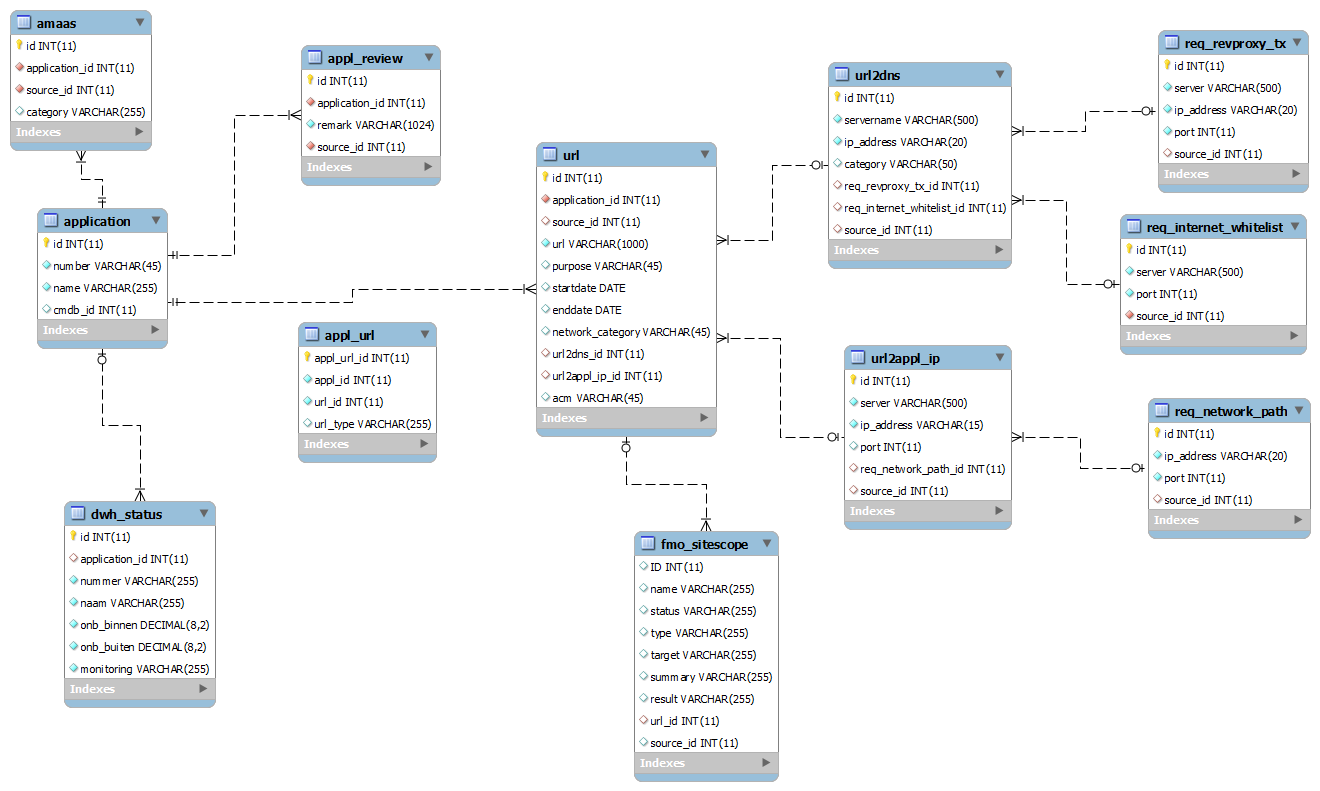 amaas
id INT(11)
application_id INT(11)
source_id INT(11)
category VARCHAR(255)
Indexes
appl_review
id INT(11)
application_id INT(11)
remark VARCHAR(1024)
source_id INT(11)
Indexes
application
id INT(11)
number VARCHAR(45)
name VARCHAR(255)
cmdb_id INT(11)
Indexes
appl_url
appl_url_id INT(11)
appl_id INT(11)
url_id INT(11)
url_type VARCHAR(255)
Indexes
dwh_status
id INT(11)
application_id INT(11)
nummer VARCHAR(255)
naam VARCHAR(255)
onb_binnen DECIMAL(8,2)
onb_buiten DECIMAL(8,2)
monitoring VARCHAR(255)
Indexes
url
id INT(11)
application_id INT(11)
source_id INT(11)
url VARCHAR(1000)
purpose VARCHAR(45)
startdate DATE
enddate DATE
network_category VARCHAR(45)
url2dns_id INT(11)
url2appl_ip_id INT(11)
acm VARCHAR(45)
Indexes
fmo_sitescope
ID INT(11)
name VARCHAR(255)
status VARCHAR(255)
type VARCHAR(255)
target VARCHAR(255)
summary VARCHAR(255)
result VARCHAR(255)
url_id INT(11)
source_id INT(11)
Indexes
url2dns
id INT(11)
servername VARCHAR(500)
ip_address VARCHAR(20)
category VARCHAR(50)
req_revproxy_tx_id INT(11)
req_internet_whitelist_id INT(11)
source_id INT(11)
Indexes
url2appl_ip
id INT(11)
server VARCHAR(500)
ip_address VARCHAR(15)
port INT(11)
req_network_path_id INT(11)
source_id INT(11)
Indexes
req_revproxy_tx
id INT(11)
server VARCHAR(500)
ip_address VARCHAR(20)
port INT(11)
source_id INT(11)
Indexes
req_internet_whitelist
id INT(11)
server VARCHAR(500)
port INT(11)
source_id INT(11)
Indexes
req_network_path
id INT(11)
ip_address VARCHAR(20)
port INT(11)
source_id INT(11)
Indexes